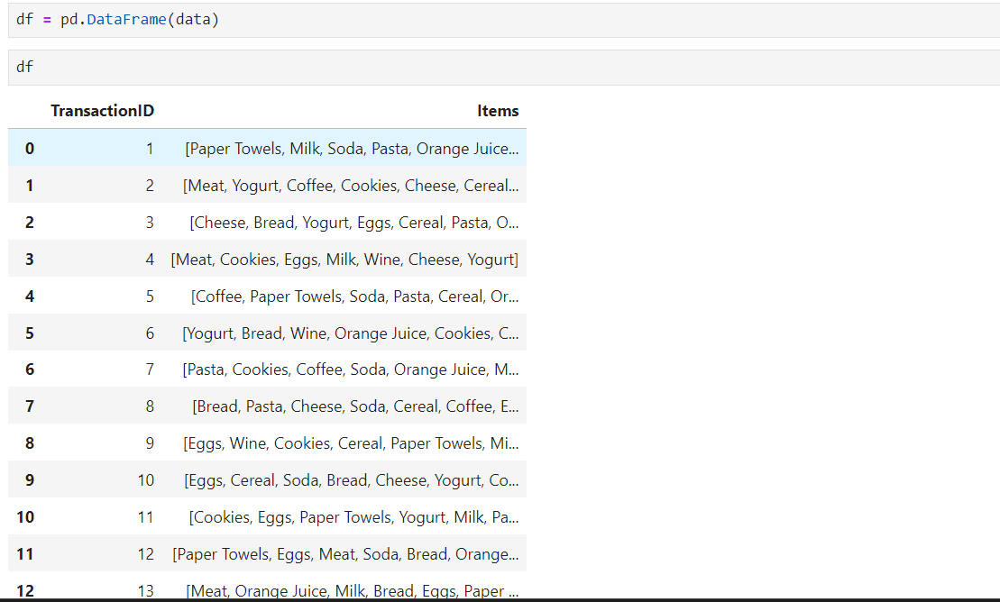 df = pd.DataFrame(data)
df
TransactionID Items
0 1 [Paper Towels, Milk, Soda, Pasta, Orange Juice...
1 2 [Meat, Yogurt, Coffee, Cookies, Cheese, Cereal...
2 3 [Cheese, Bread, Yogurt, Eggs, Cereal, Pasta, O...
3 4 [Meat, Cookies, Eggs, Milk, Wine, Cheese, Yogurt]
4 5 [Coffee, Paper Towels, Soda, Pasta, Cereal, Or...
5 6 [Yogurt, Bread, Wine, Orange Juice, Cookies, C...
6 7 [Pasta, Cookies, Coffee, Soda, Orange Juice, M...
7 8 [Bread, Pasta, Cheese, Soda, Cereal, Coffee, E...
8 9 [Eggs, Wine, Cookies, Cereal, Paper Towels, Mi...
9 10 [Eggs, Cereal, Soda, Bread, Cheese, Yogurt, Co...
10 11 [Cookies, Eggs, Paper Towels, Yogurt, Milk, Pa...
11 12 [Paper Towels, Eggs, Meat, Soda, Bread, Orange...
12 13 [Meat, Orange Juice, Milk, Bread, Eggs, Paper ...